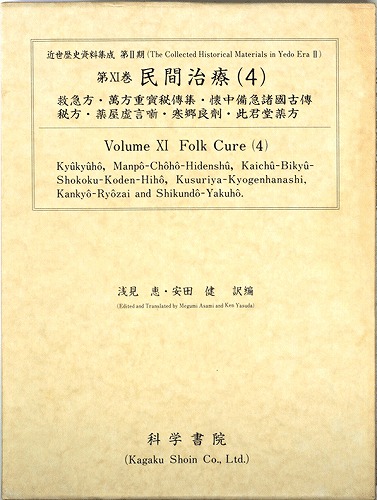 近世歴史資料集成 第Ⅱ期 (The Collected Historical Materials in Yedo Era Ⅱ)
第Ⅺ巻 民間治療(4)
救急方・萬方重寳秘傳集・懐中備急諸國古傳
秘方・薬屋虚言噺・寒郷良剤・此君堂薬方
Volume XI Folk Cure (4)
Kyûkyûhô, Manpô-Chôhô-Hidenshû, Kaichû-Bikyû-
Shokoku-Koden-Hihô, Kusuriya-Kyogenhanashi,
Kankyô-Ryôzai and Shikundô-Yakuhô.
浅見 恵・安田 健 訳編
(Edited and Translated by Megumi Asami and Ken Yasuda)
科学書院
(Kagaku Shoin Co., Ltd.)